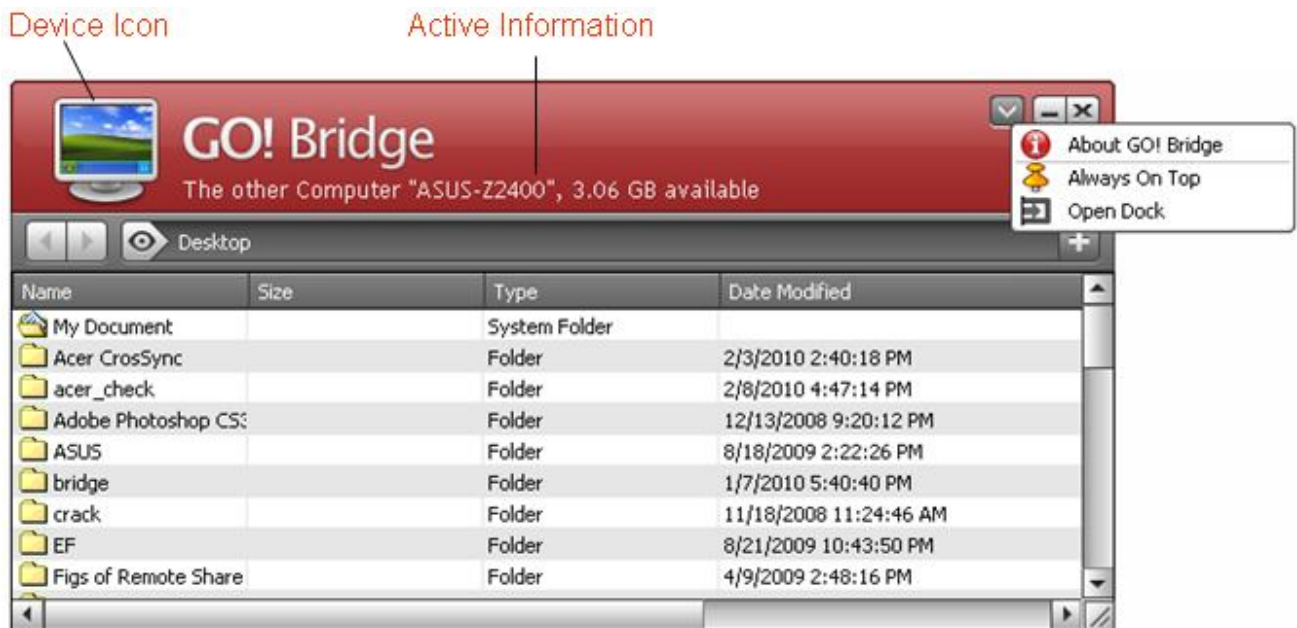 Device Icon Active Information
GO! Bridge
The other Computer "ASUS-Z2400", 3.06 GB available
About GO! Bridge
Always On Top
Open Dock
Desktop
Name Size Type Date Modified
My Document System Folder
Acer CrosSync Folder 2/3/2010 2:40:18 PM
acer_check Folder 2/8/2010 4:47:14 PM
Adobe Photoshop CS3 Folder 12/13/2008 9:20:12 PM
ASUS Folder 8/18/2009 2:22:26 PM
bridge Folder 1/7/2010 5:40:40 PM
crack Folder 11/18/2008 11:24:46 AM
EF Folder 8/21/2009 10:43:50 PM
Figs of Remote Share Folder 4/9/2009 2:48:16 PM